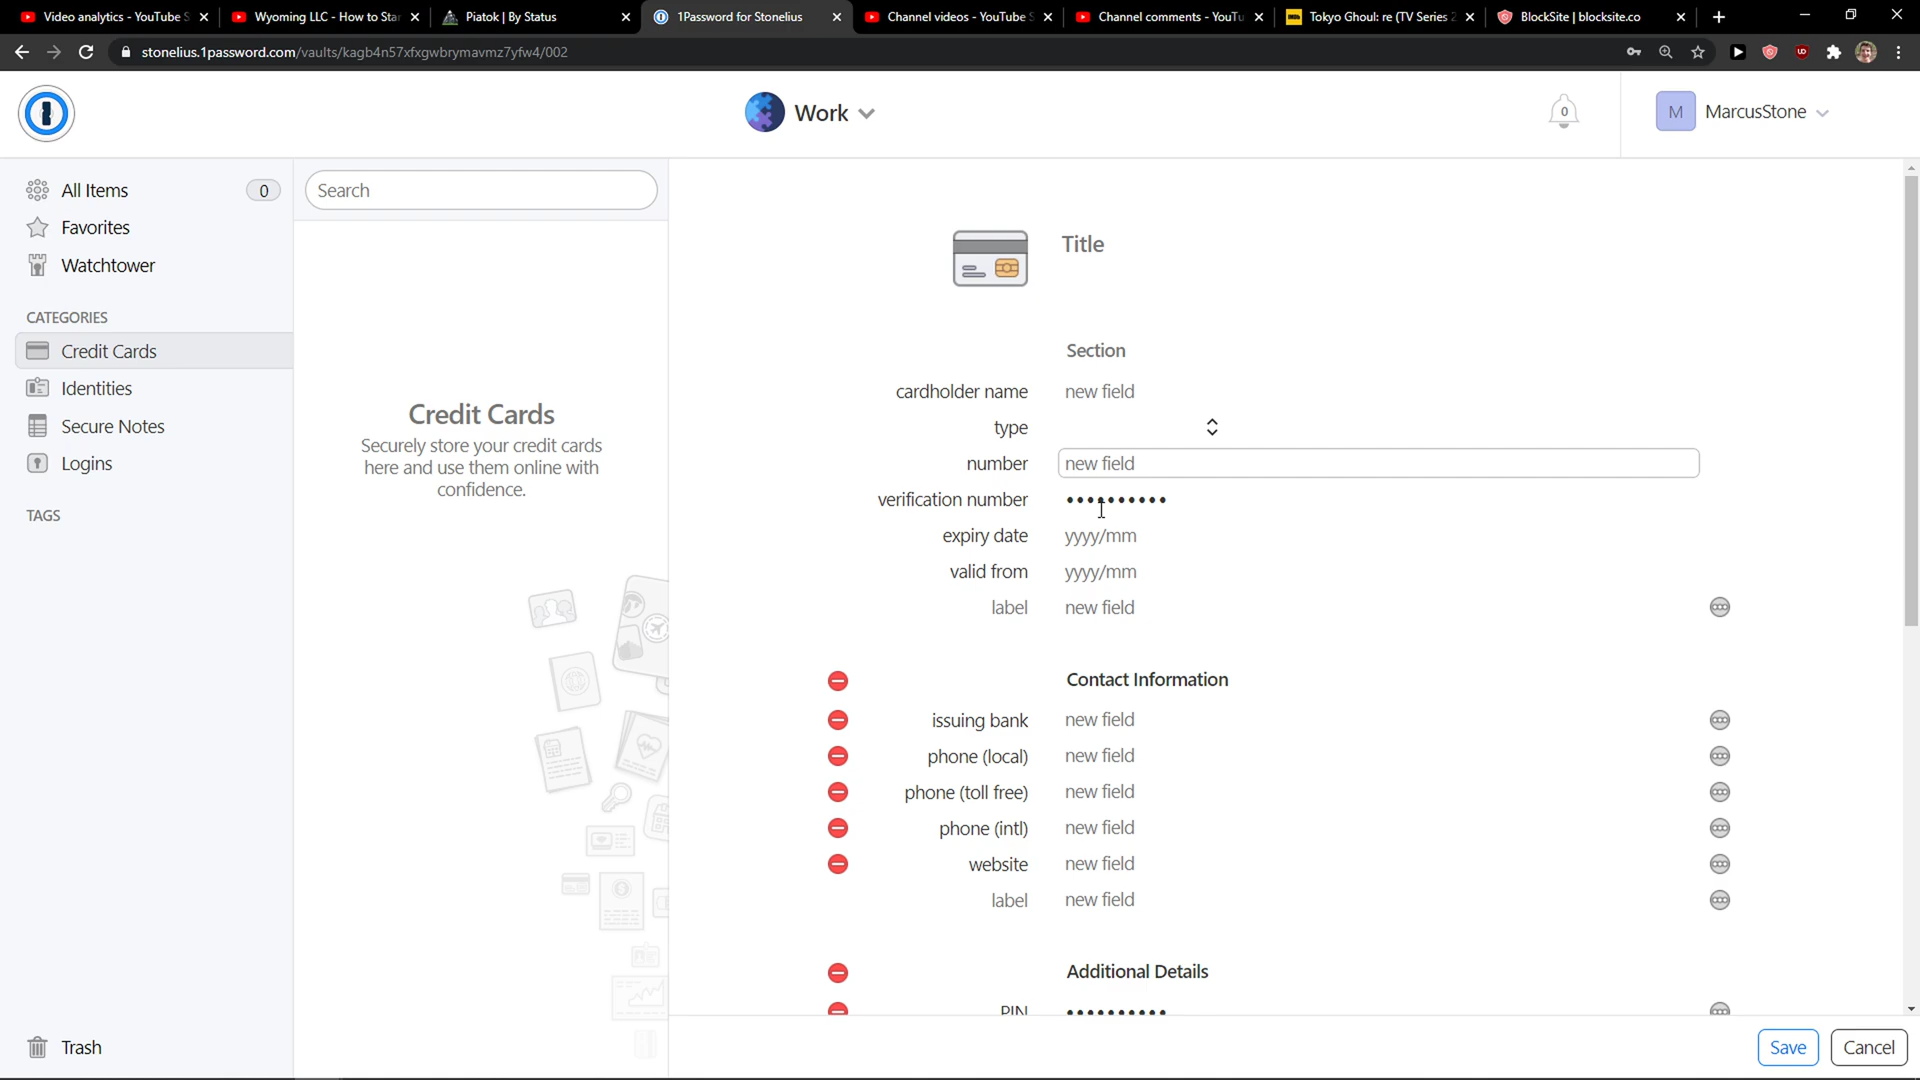 Video analytics - YouTube S
Wyoming LLC - How to Star
Piatok | By Status
1Password for Stonelius
Channel videos - YouTube S
Channel comments - YouTu
Tokyo Ghoul: re (TV Series 2
BlockSite | blocksite.co
stonelius.1password.com/vaults/kagb4n57xfxgwbrymavmz7yfw4/002
Work
0
M
MarcusStone
All Items
0
Favorites
Watchtower
CATEGORIES
Credit Cards
Identities
Secure Notes
Logins
TAGS
Trash
Search
Credit Cards
Securely store your credit cards
here and use them online with
confidence.
Title
Section
cardholder name new field
type
number new field
verification number ••••••••••
expiry date yyyy/mm
valid from yyyy/mm
label new field
Contact Information
issuing bank new field
phone (local) new field
phone (toll free) new field
phone (intl) new field
website new field
label new field
Additional Details
PIN ••••••••••
Save
Cancel